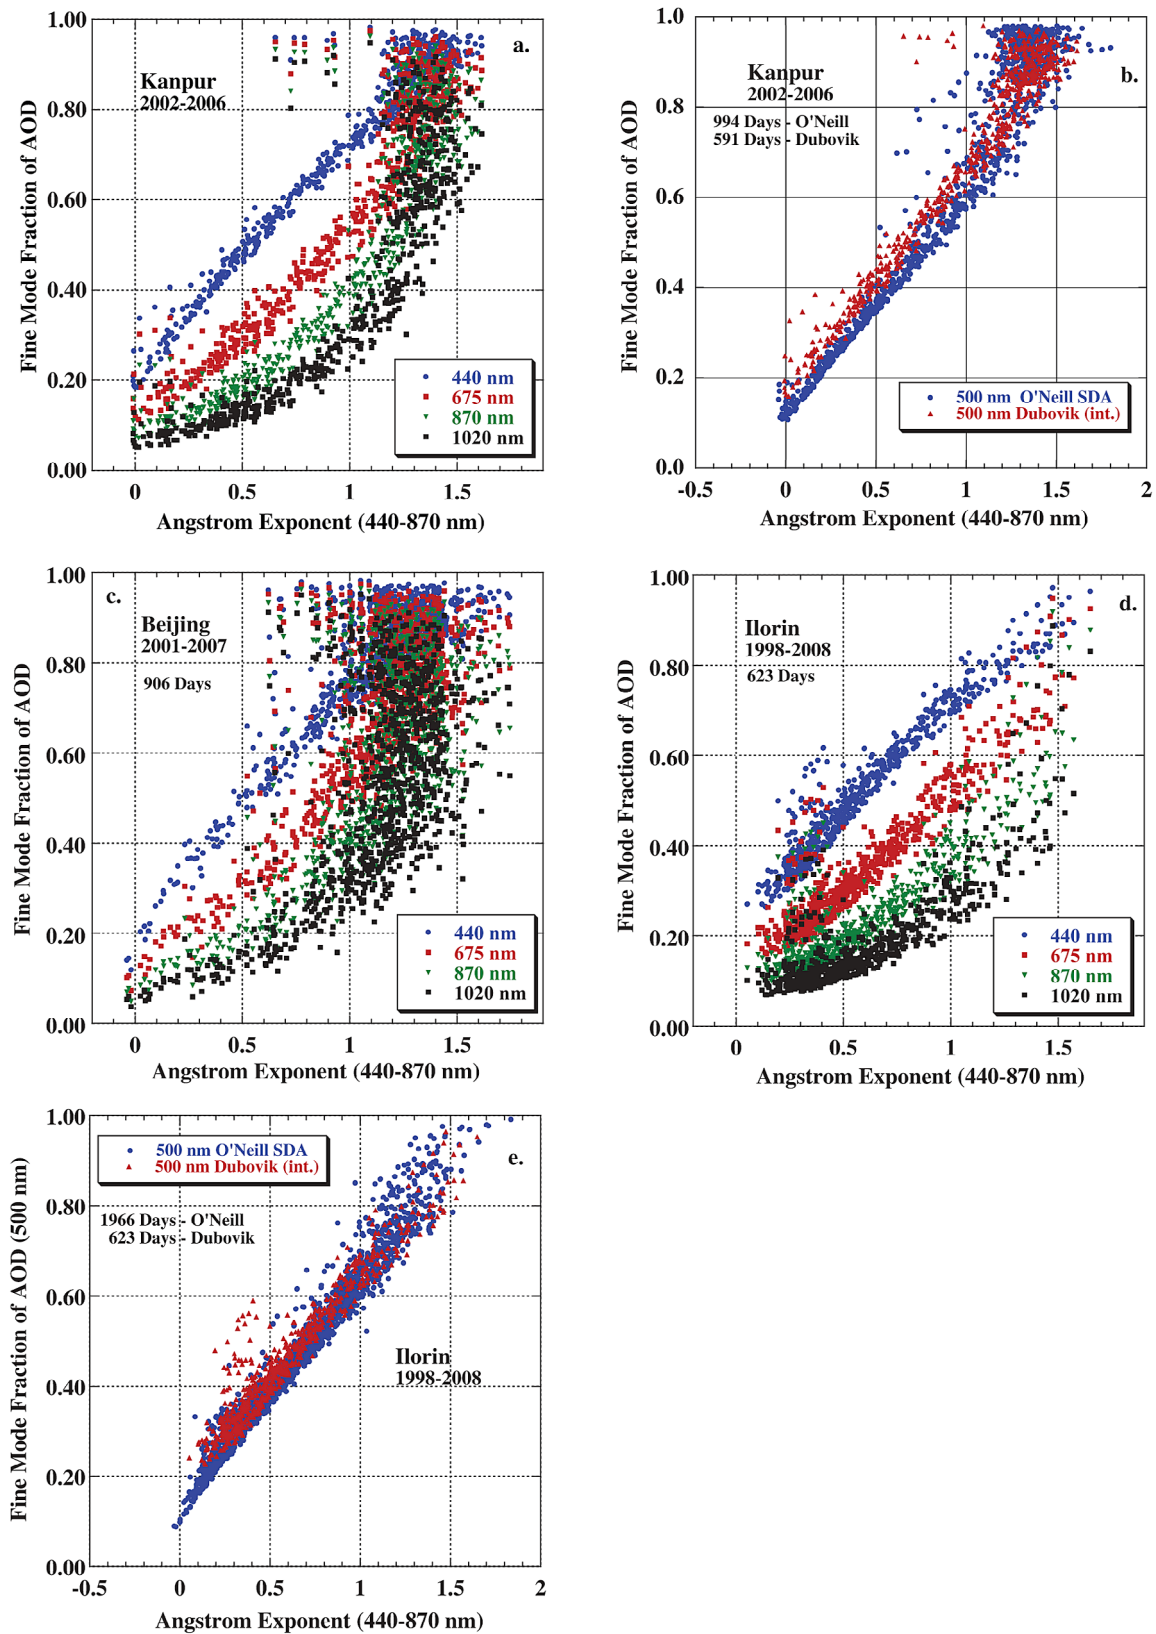 a.
Kanpur
2002-2006
Fine Mode Fraction of AOD
1.00
0.80
0.60
0.40
0.20
0.00
440 nm
675 nm
870 nm
1020 nm
0
0.5
1
1.5
Angstrom Exponent (440-870 nm)
b.
Kanpur
2002-2006
994 Days - O'Neill
591 Days - Dubovik
Fine Mode Fraction of AOD
1.0
0.8
0.6
0.4
0.2
0.0
500 nm O'Neill SDA
500 nm Dubovik (int.)
-0.5
0
0.5
1
1.5
2
Angstrom Exponent (440-870 nm)
c.
Beijing
2001-2007
906 Days
Fine Mode Fraction of AOD
1.00
0.80
0.60
0.40
0.20
0.00
440 nm
675 nm
870 nm
1020 nm
0
0.5
1
1.5
Angstrom Exponent (440-870 nm)
d.
Ilorin
1998-2008
623 Days
Fine Mode Fraction of AOD
1.00
0.80
0.60
0.40
0.20
0.00
440 nm
675 nm
870 nm
1020 nm
0
0.5
1
1.5
Angstrom Exponent (440-870 nm)
e.
500 nm O'Neill SDA
500 nm Dubovik (int.)
1966 Days - O'Neill
623 Days - Dubovik
Ilorin
1998-2008
Fine Mode Fraction of AOD (500 nm)
1.00
0.80
0.60
0.40
0.20
0.00
-0.5
0
0.5
1
1.5
2
Angstrom Exponent (440-870 nm)